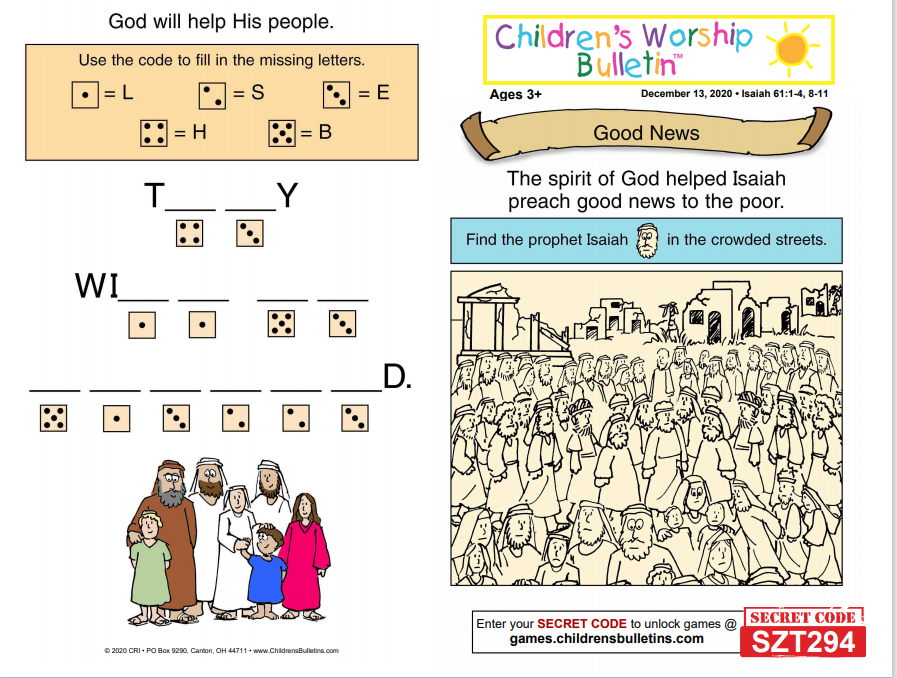 God will help His people.
Use the code to fill in the missing letters.
= L = S = E
= H = B
T___ ___Y
WI___ ___ ___ ___
___ ___ ___ ___ ___ ___D.
© 2020 CRI • PO Box 9290, Canton, OH 44711 • www.ChildrensBulletins.com
Children's Worship
Bulletin™
Ages 3+ December 13, 2020 • Isaiah 61:1-4, 8-11
Good News
The spirit of God helped Isaiah
preach good news to the poor.
Find the prophet Isaiah in the crowded streets.
Enter your SECRET CODE to unlock games @
games.childrensbulletins.com
SECRET CODE
SZT294